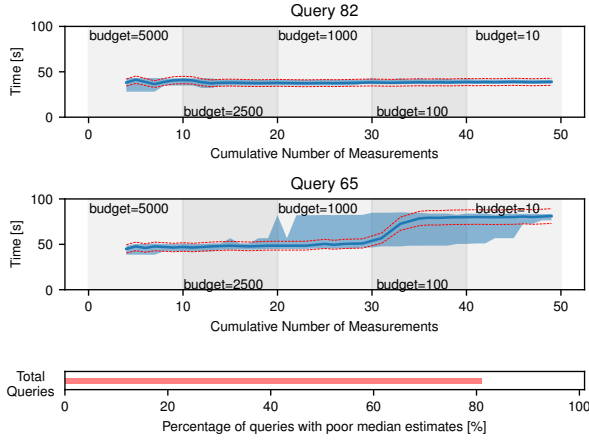 Query 82
budget=5000
budget=1000
budget=10
budget=2500
budget=100
Time [s]
100
50
0
0
10
20
30
40
50
Cumulative Number of Measurements
Query 65
budget=5000
budget=1000
budget=10
budget=2500
budget=100
Time [s]
100
50
0
0
10
20
30
40
50
Cumulative Number of Measurements
Total
Queries
0
20
40
60
80
100
Percentage of queries with poor median estimates [%]